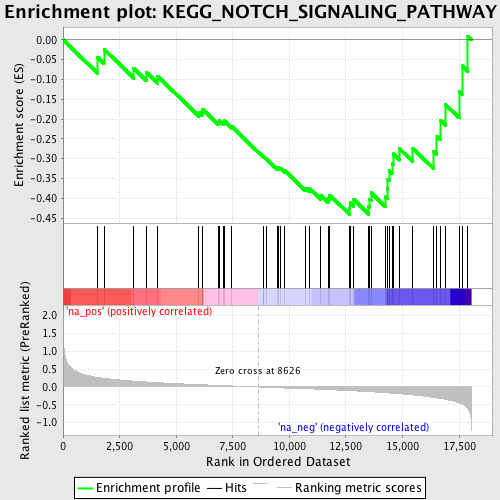 Enrichment plot: KEGG_NOTCH_SIGNALING_PATHWAY
Enrichment score (ES)
0.00
-0.05
-0.10
-0.15
-0.20
-0.25
-0.30
-0.35
-0.40
-0.45
'na_pos' (positively correlated)
Ranked list metric (PreRanked)
2.0
1.5
1.0
0.5
0.0
-0.5
-1.0
Zero cross at 8626
'na_neg' (negatively correlated)
0 2,500 5,000 7,500 10,000 12,500 15,000 17,500
Rank in Ordered Dataset
Enrichment profile Hits Ranking metric scores